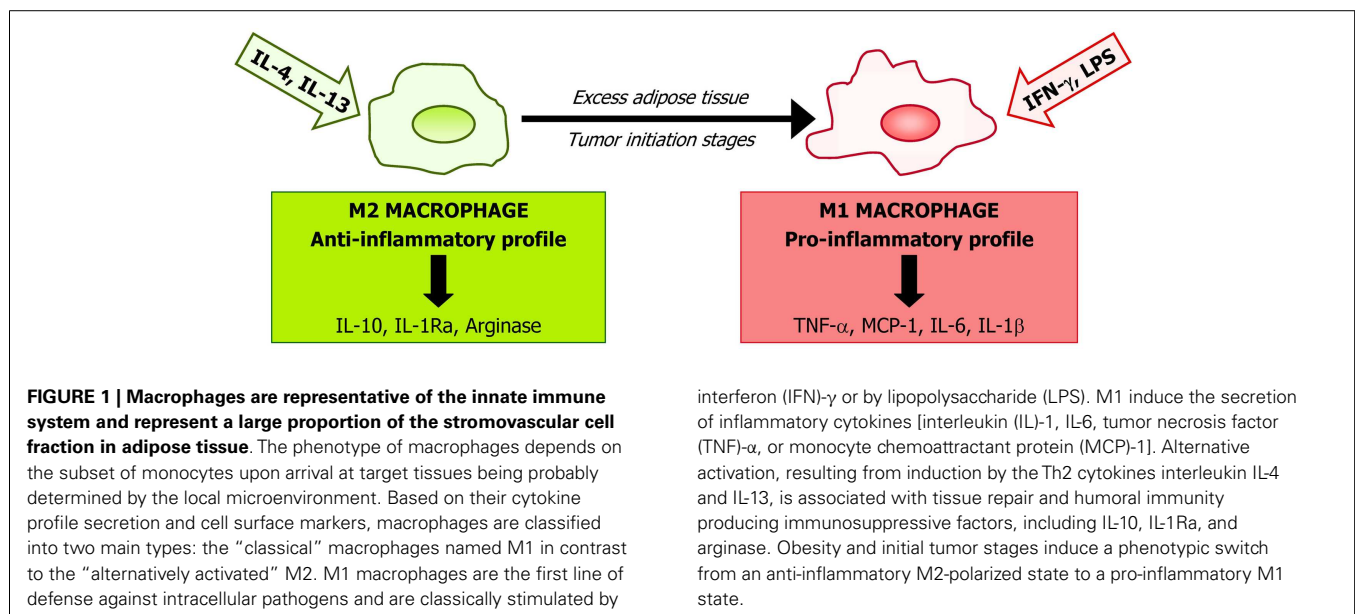 IL-4, IL-13
Excess adipose tissue
Tumor initiation stages
IFN-γ, LPS
M2 MACROPHAGE
Anti-inflammatory profile
IL-10, IL-1Ra, Arginase
M1 MACROPHAGE
Pro-inflammatory profile
TNF-α, MCP-1, IL-6, IL-1β
FIGURE 1 | Macrophages are representative of the innate immune
system and represent a large proportion of the stromovascular cell
fraction in adipose tissue. The phenotype of macrophages depends on
the subset of monocytes upon arrival at target tissues being probably
determined by the local microenvironment. Based on their cytokine
profile secretion and cell surface markers, macrophages are classified
into two main types: the “classical” macrophages named M1 in contrast
to the “alternatively activated” M2. M1 macrophages are the first line of
defense against intracellular pathogens and are classically stimulated by
interferon (IFN)-γ or by lipopolysaccharide (LPS). M1 induce the secretion
of inflammatory cytokines [interleukin (IL)-1, IL-6, tumor necrosis factor
(TNF)-α, or monocyte chemoattractant protein (MCP)-1]. Alternative
activation, resulting from induction by the Th2 cytokines interleukin IL-4
and IL-13, is associated with tissue repair and humoral immunity
producing immunosuppressive factors, including IL-10, IL-1Ra, and
arginase. Obesity and initial tumor stages induce a phenotypic switch
from an anti-inflammatory M2-polarized state to a pro-inflammatory M1
state.